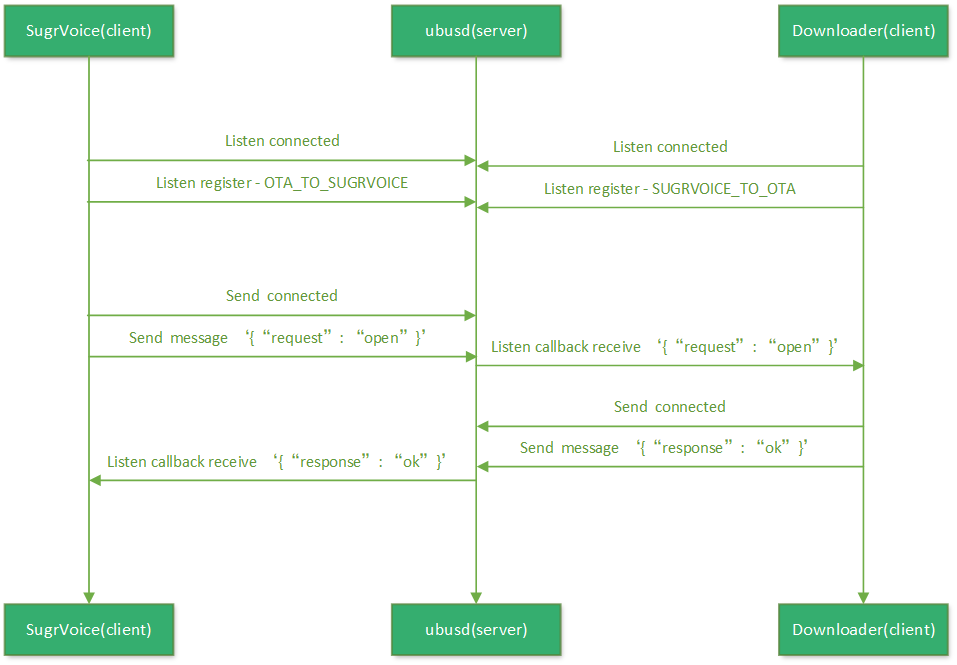 SugrVoice(client)
ubusd(server)
Downloader(client)
Listen connected
Listen connected
Listen register - OTA_TO_SUGRVOICE
Listen register - SUGRVOICE_TO_OTA
Send connected
Send message ‘{ “request” : “open” }’
Listen callback receive ‘{ “request” : “open” }’
Send connected
Send message ‘{ “response” : “ok” }’
Listen callback receive ‘{ “response” : “ok” }’
SugrVoice(client)
ubusd(server)
Downloader(client)